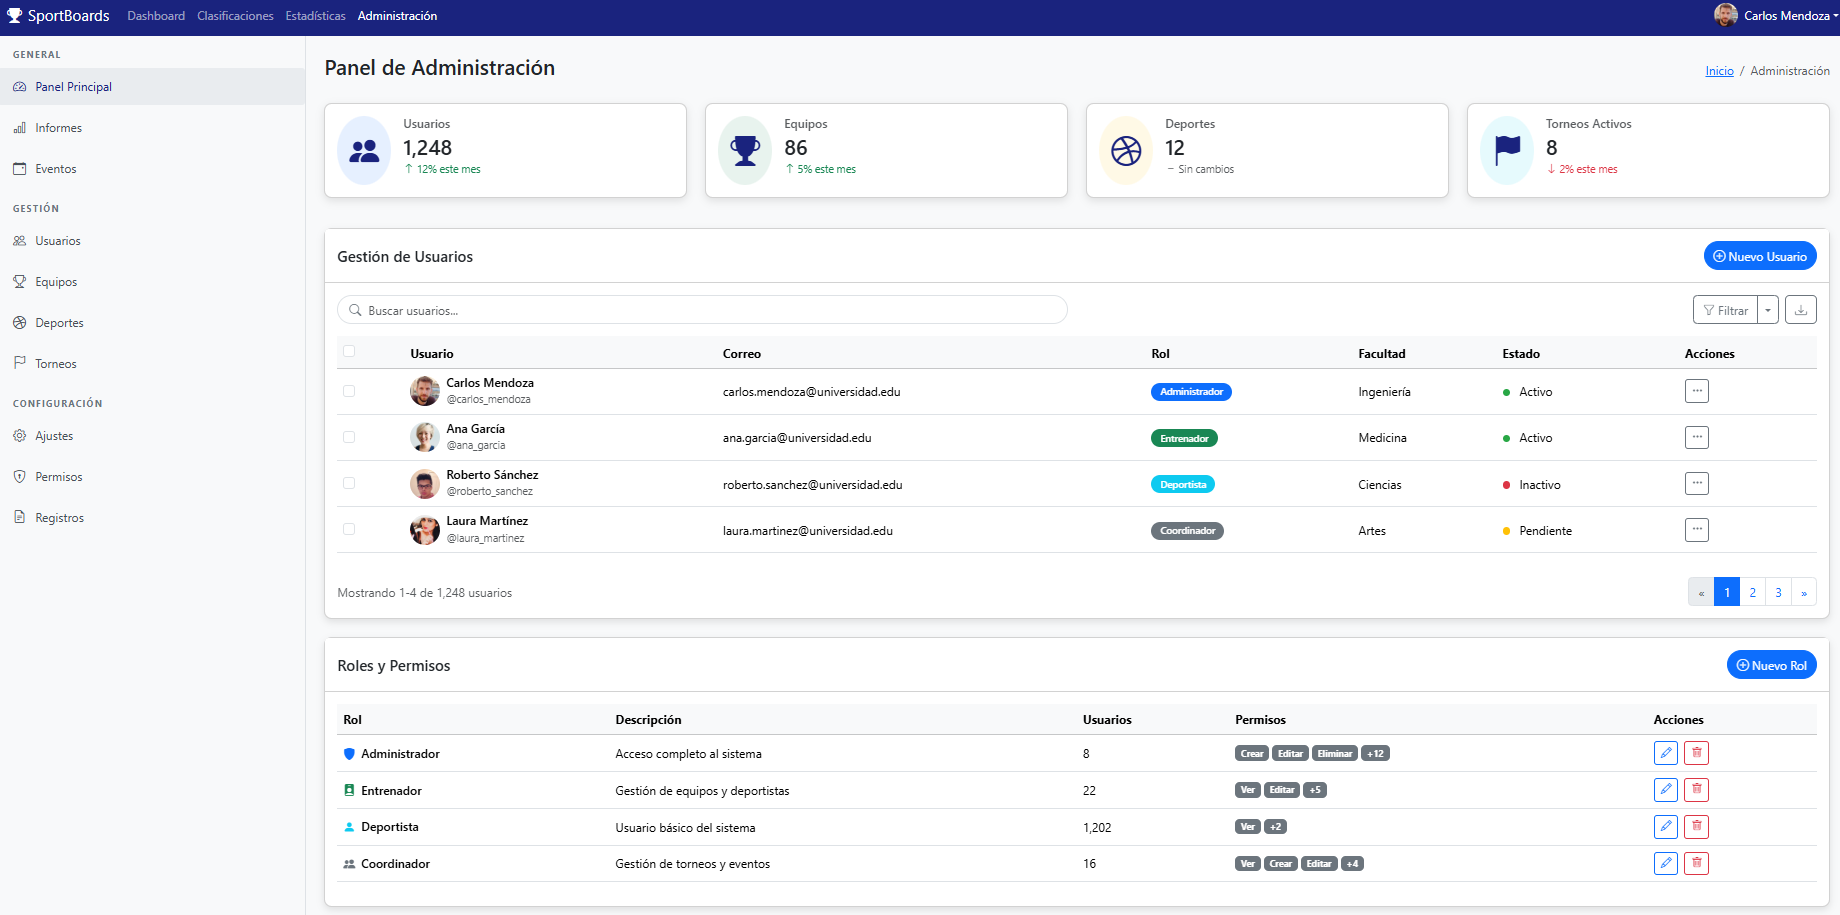 SportBoards Dashboard Clasificaciones Estadísticas Administración Carlos Mendoza
GENERAL
Panel Principal
Informes
Eventos
GESTIÓN
Usuarios
Equipos
Deportes
Torneos
CONFIGURACIÓN
Ajustes
Permisos
Registros
Panel de Administración
Inicio / Administración
Usuarios
1,248
↑ 12% este mes
Equipos
86
↑ 5% este mes
Deportes
12
− Sin cambios
Torneos Activos
8
↓ 2% este mes
Gestión de Usuarios
Nuevo Usuario
Buscar usuarios...
Filtrar
Usuario Correo Rol Facultad Estado Acciones
Carlos Mendoza
@carlos_mendoza
carlos.mendoza@universidad.edu Administrador Ingeniería Activo
Ana García
@ana_garcia
ana.garcia@universidad.edu Entrenador Medicina Activo
Roberto Sánchez
@roberto_sanchez
roberto.sanchez@universidad.edu Deportista Ciencias Inactivo
Laura Martínez
@laura_martinez
laura.martinez@universidad.edu Coordinador Artes Pendiente
Mostrando 1-4 de 1,248 usuarios
« 1 2 3 »
Roles y Permisos
Nuevo Rol
Rol Descripción Usuarios Permisos Acciones
Administrador Acceso completo al sistema 8 Crear Editar Eliminar +12
Entrenador Gestión de equipos y deportistas 22 Ver Editar +5
Deportista Usuario básico del sistema 1,202 Ver +2
Coordinador Gestión de torneos y eventos 16 Ver Crear Editar +4